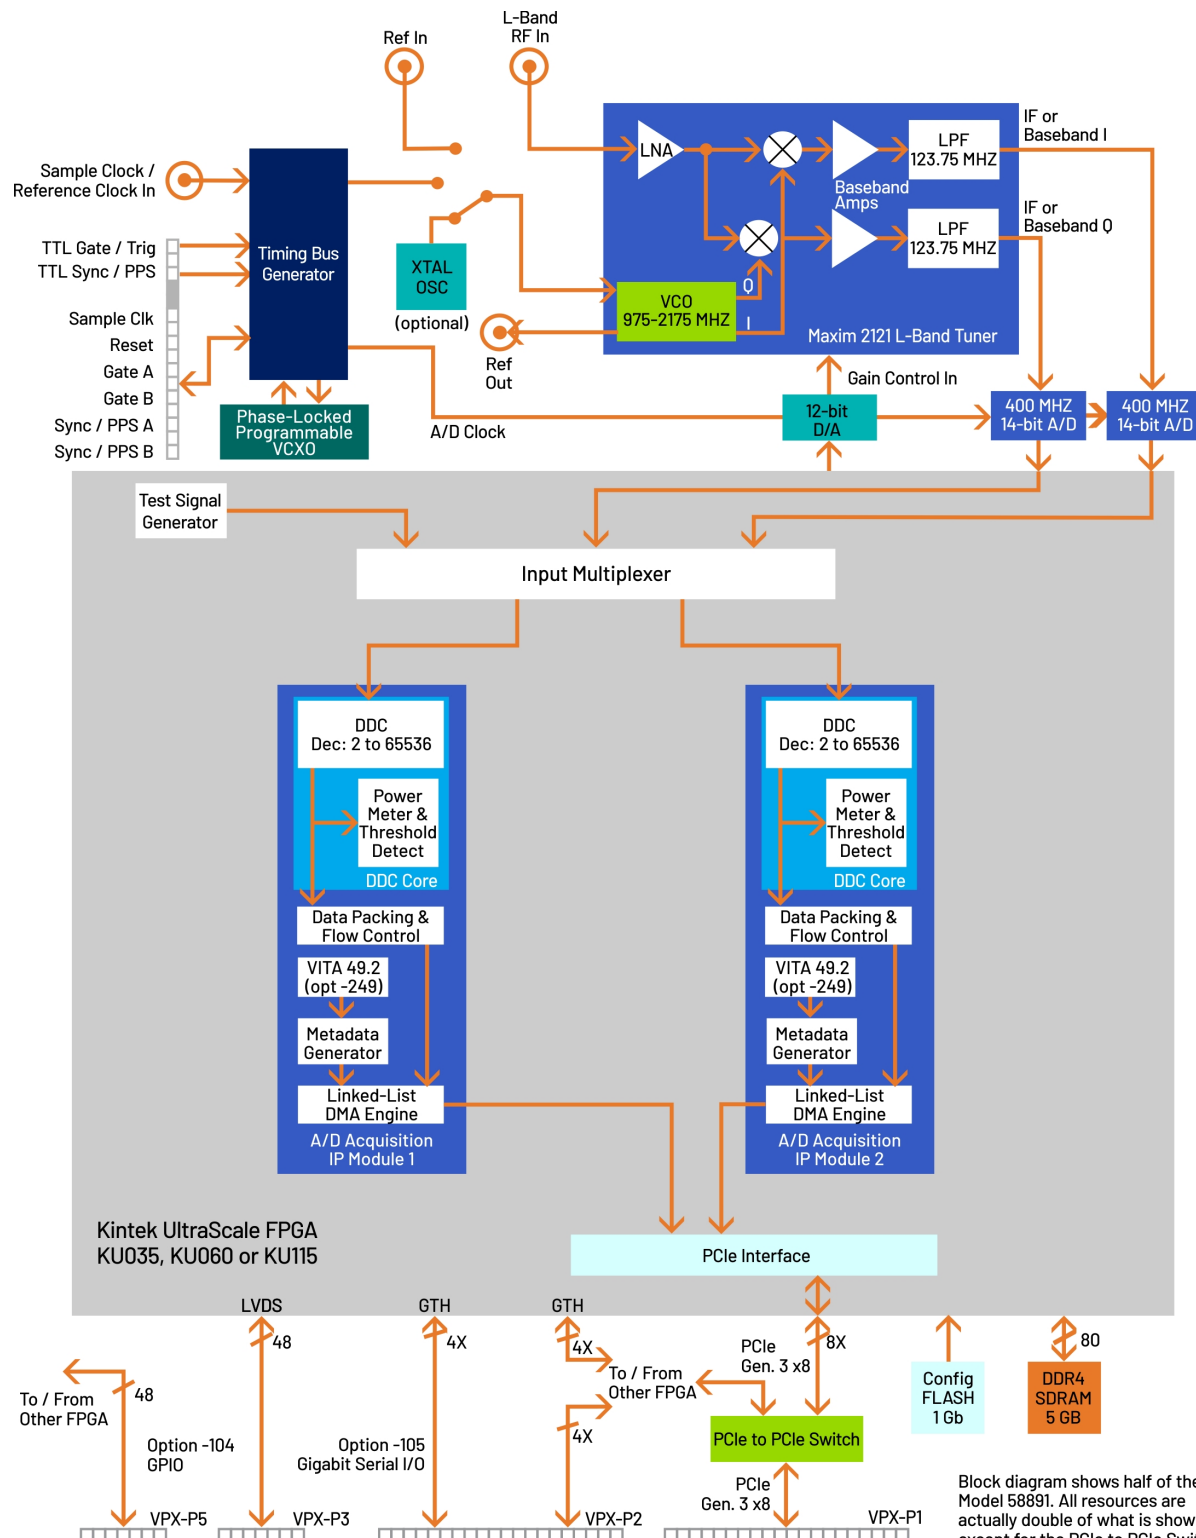 Ref In
L-Band
RF In
Sample Clock /
Reference Clock In
TTL Gate / Trig
TTL Sync / PPS
Sample Clk
Reset
Gate A
Gate B
Sync / PPS A
Sync / PPS B
Timing Bus
Generator
Phase-Locked
Programmable
VCXO
XTAL
OSC
(optional)
Ref
Out
A/D Clock
LNA
Baseband
Amps
LPF
123.75 MHZ
LPF
123.75 MHZ
VCO
975-2175 MHZ
Q
I
Maxim 2121 L-Band Tuner
IF or
Baseband I
IF or
Baseband Q
Gain Control In
12-bit
D/A
400 MHZ
14-bit A/D
400 MHZ
14-bit A/D
Test Signal
Generator
Input Multiplexer
DDC
Dec: 2 to 65536
Power
Meter &
Threshold
Detect
DDC Core
Data Packing &
Flow Control
VITA 49.2
(opt -249)
Metadata
Generator
Linked-List
DMA Engine
A/D Acquisition
IP Module 1
DDC
Dec: 2 to 65536
Power
Meter &
Threshold
Detect
DDC Core
Data Packing &
Flow Control
VITA 49.2
(opt -249)
Metadata
Generator
Linked-List
DMA Engine
A/D Acquisition
IP Module 2
Kintek UltraScale FPGA
KU035, KU060 or KU115
PCIe Interface
LVDS
GTH
GTH
48
4X
4X
PCIe
Gen. 3 x8
8X
80
To / From
Other FPGA
48
To / From
Other FPGA
4X
Config
FLASH
1 Gb
DDR4
SDRAM
5 GB
Option -104
GPIO
Option -105
Gigabit Serial I/O
PCIe to PCIe Switch
PCIe
Gen. 3 x8
VPX-P5
VPX-P3
VPX-P2
VPX-P1
Block diagram shows half of the
Model 58891. All resources are
actually double of what is show
except for the PCIe to PCIe Swit